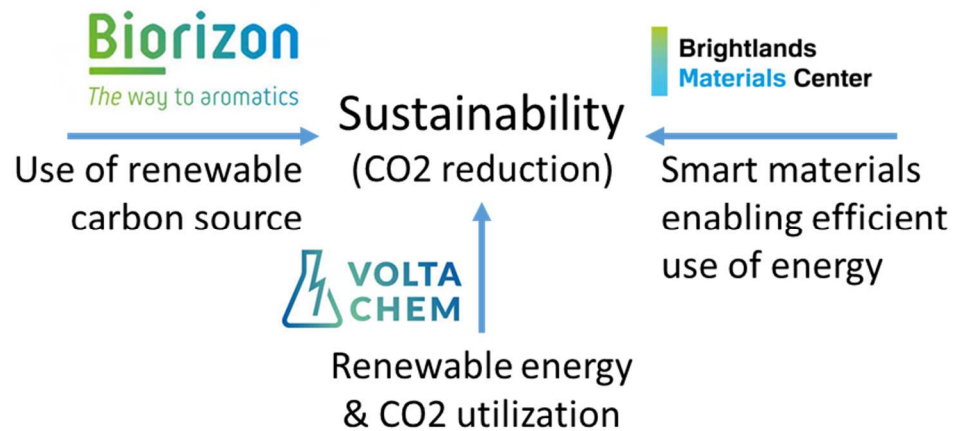 Biorizon
The way to aromatics
Brightlands
Materials Center
Sustainability
(CO2 reduction)
Use of renewable
carbon source
Smart materials
enabling efficient
use of energy
VOLTA
CHEM
Renewable energy
& CO2 utilization